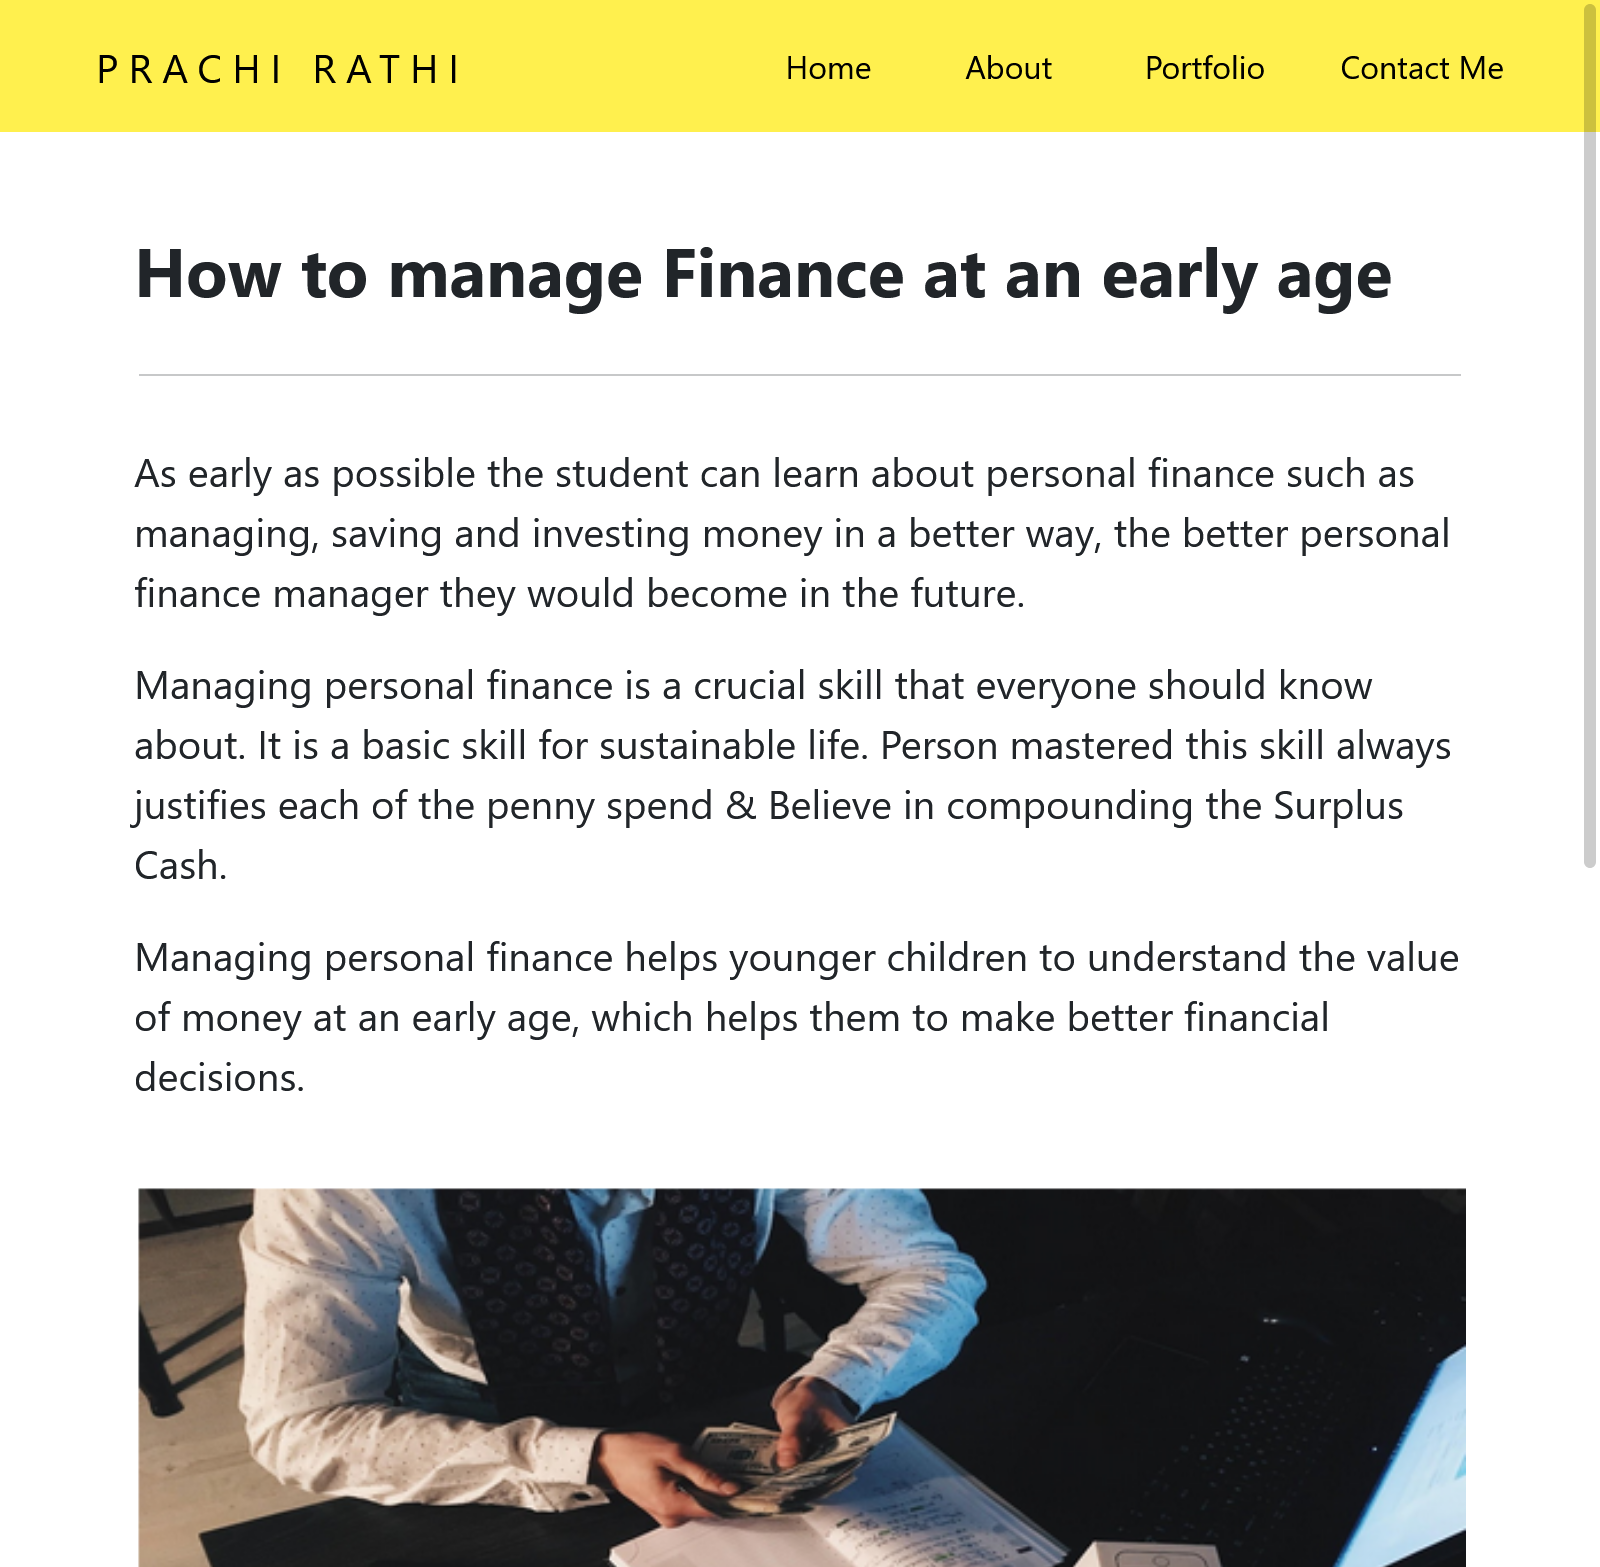 PRACHI RATHI
Home About Portfolio Contact Me
How to manage Finance at an early age
As early as possible the student can learn about personal finance such as
managing, saving and investing money in a better way, the better personal
finance manager they would become in the future.
Managing personal finance is a crucial skill that everyone should know
about. It is a basic skill for sustainable life. Person mastered this skill always
justifies each of the penny spend & Believe in compounding the Surplus
Cash.
Managing personal finance helps younger children to understand the value
of money at an early age, which helps them to make better financial
decisions.